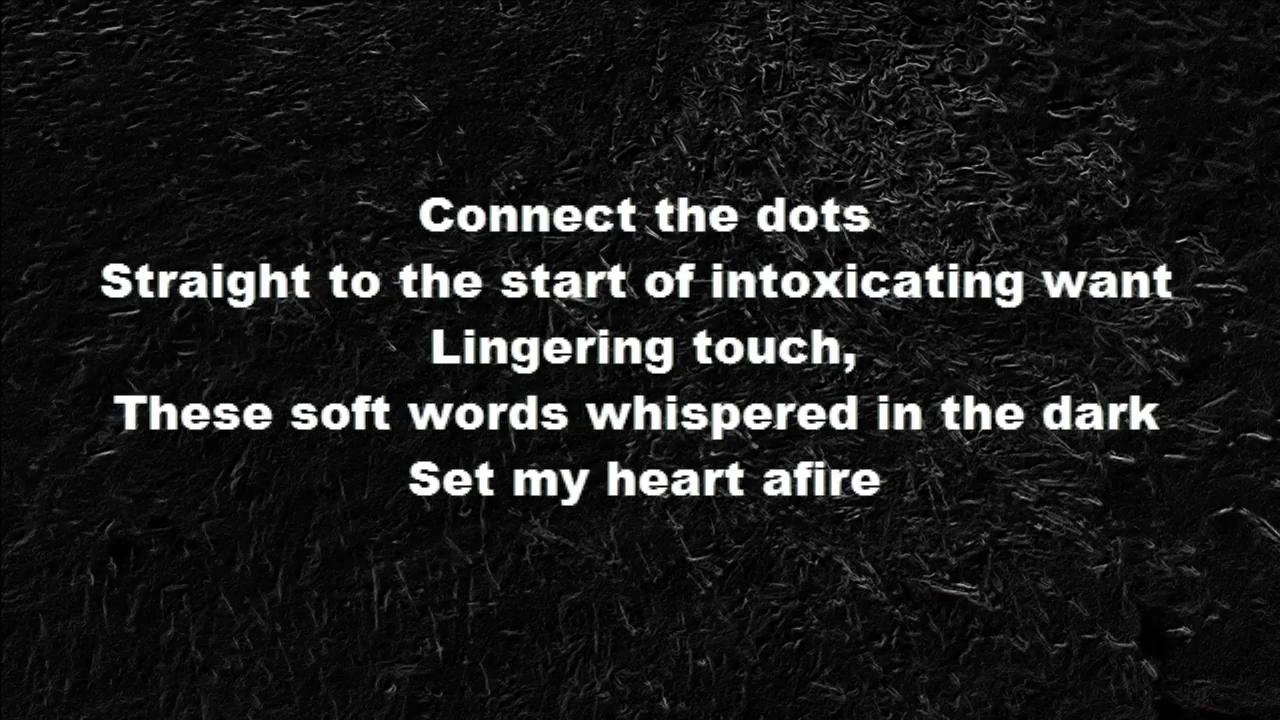 Connect the dots
Straight to the start of intoxicating want
Lingering touch,
These soft words whispered in the dark
Set my heart afire